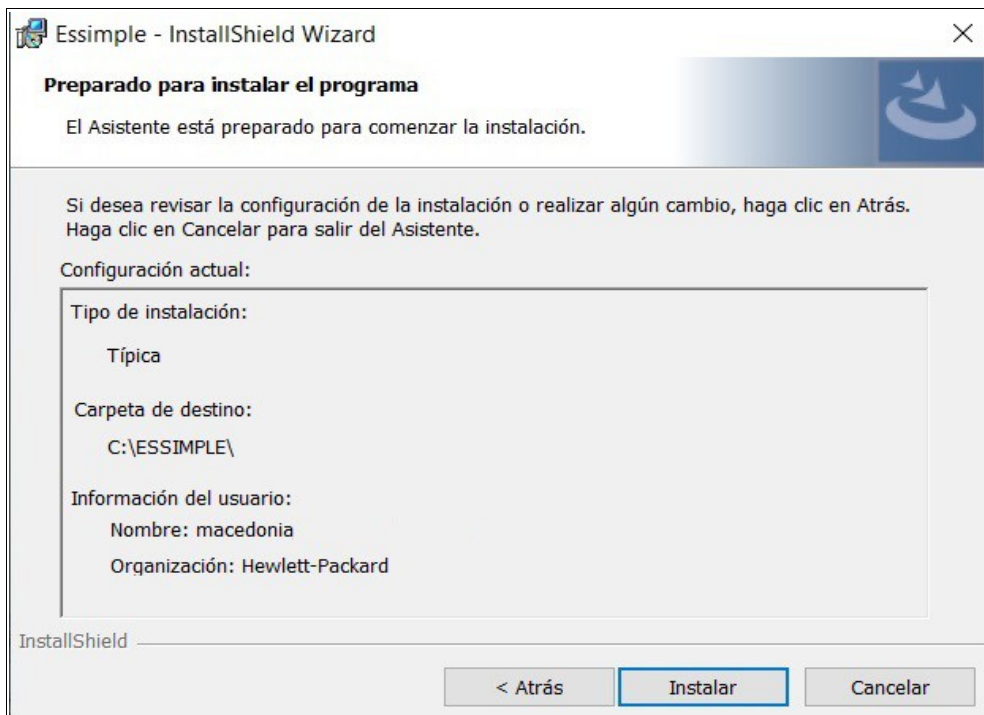 Essimple - InstallShield Wizard
Preparado para instalar el programa
El Asistente está preparado para comenzar la instalación.
Si desea revisar la configuración de la instalación o realizar algún cambio, haga clic en Atrás.
Haga clic en Cancelar para salir del Asistente.
Configuración actual:
Tipo de instalación:
Típica
Carpeta de destino:
C:\ESSIMPLE\
Información del usuario:
Nombre: macedonia
Organización: Hewlett-Packard
InstallShield
< Atrás Instalar Cancelar